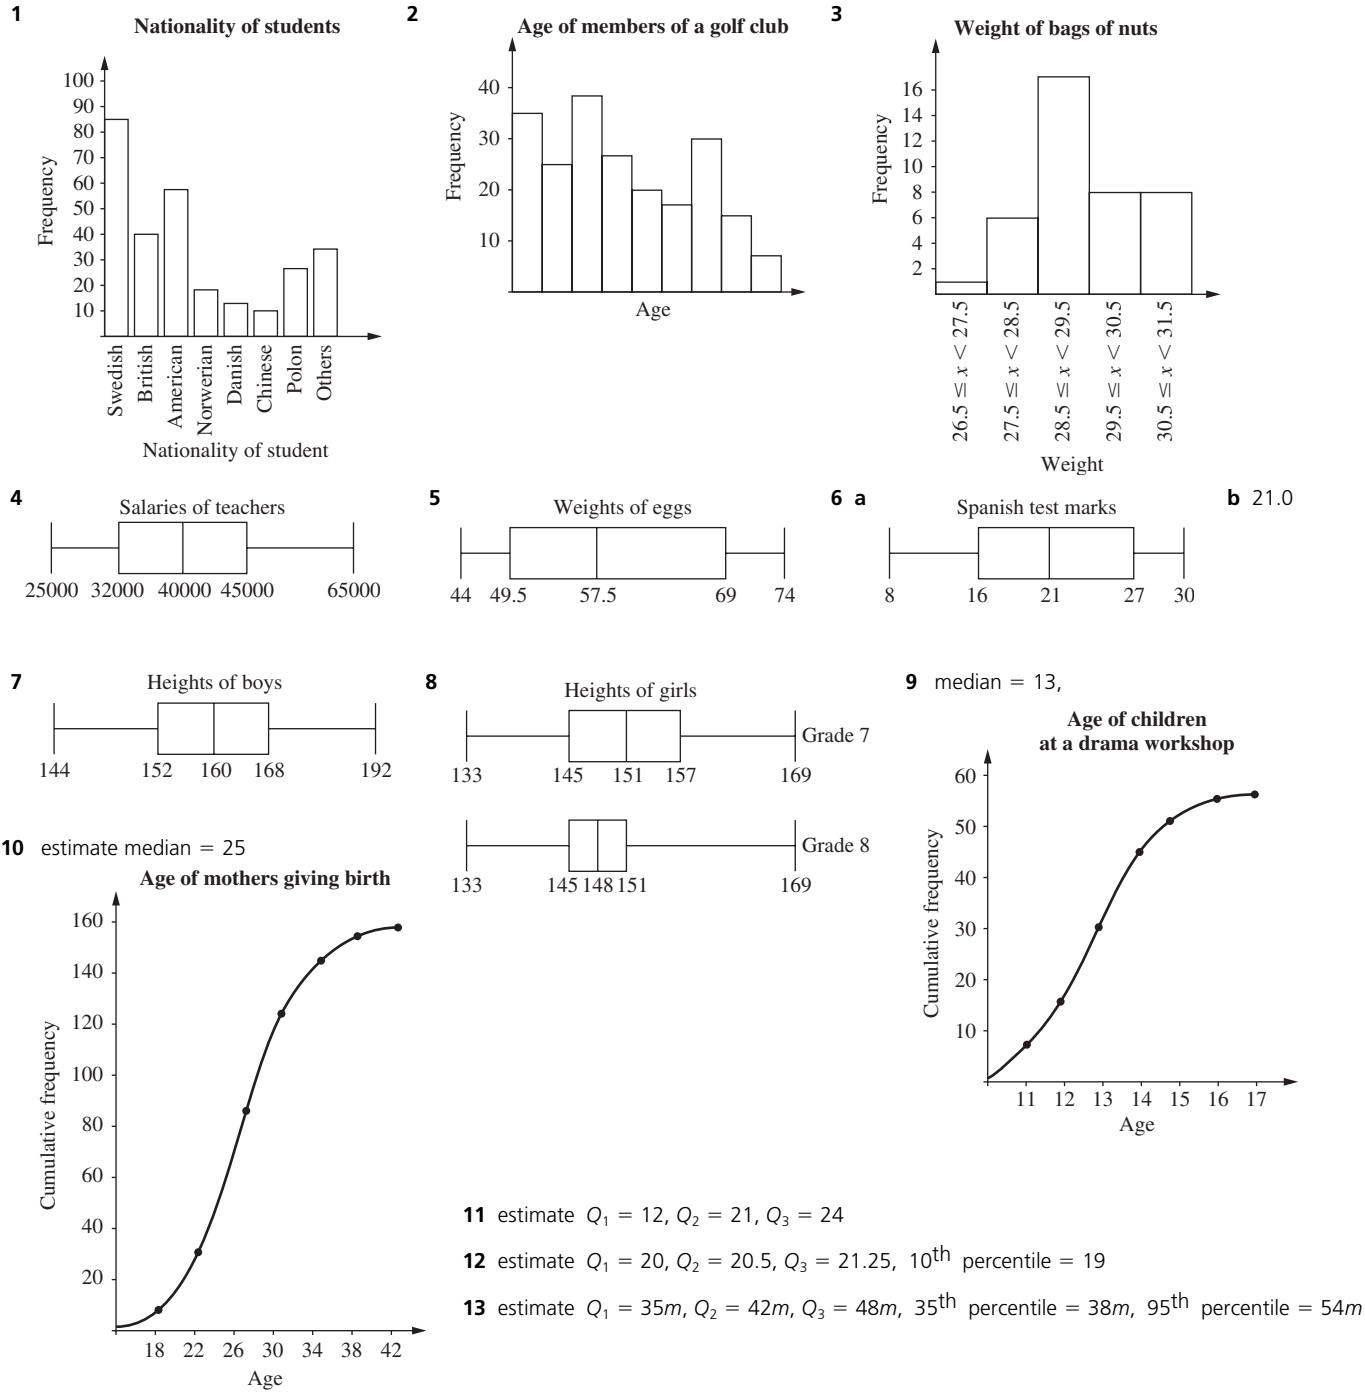 1
Nationality of students
Frequency
100
90
80
70
60
50
40
30
20
10
Swedish
British
American
Norwerian
Danish
Chinese
Polon
Others
Nationality of student
2
Age of members of a golf club
Frequency
40
30
20
10
Age
3
Weight of bags of nuts
Frequency
16
14
12
10
8
6
4
2
26.5 ≤ x < 27.5
27.5 ≤ x < 28.5
28.5 ≤ x < 29.5
29.5 ≤ x < 30.5
30.5 ≤ x < 31.5
Weight
4
Salaries of teachers
25000 32000 40000 45000 65000
5
Weights of eggs
44 49.5 57.5 69 74
6 a
Spanish test marks
8 16 21 27 30
b 21.0
7
Heights of boys
144 152 160 168 192
8
Heights of girls
Grade 7
133 145 151 157 169
Grade 8
133 145 148 151 169
9 median = 13,
Age of children
at a drama workshop
Cumulative frequency
60
50
40
30
20
10
11 12 13 14 15 16 17
Age
10 estimate median = 25
Age of mothers giving birth
Cumulative frequency
160
140
120
100
80
60
40
20
18 22 26 30 34 38 42
Age
11 estimate Q₁ = 12, Q₂ = 21, Q₃ = 24
12 estimate Q₁ = 20, Q₂ = 20.5, Q₃ = 21.25, 10th percentile = 19
13 estimate Q₁ = 35m, Q₂ = 42m, Q₃ = 48m, 35th percentile = 38m, 95th percentile = 54m